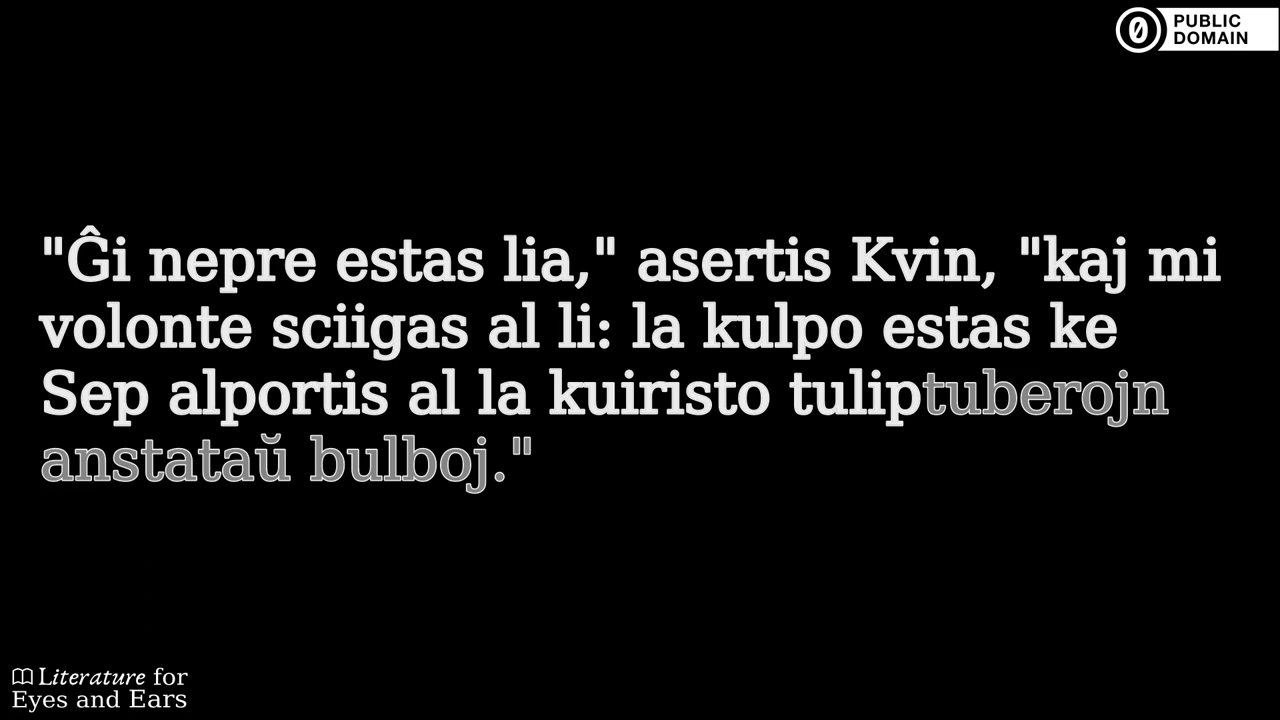 PUBLIC
DOMAIN
"Ĝi nepre estas lia," asertis Kvin, "kaj mi
volonte sciigas al li: la kulpo estas ke
Sep alportis al la kuiristo tuliptuberojn
anstataŭ bulboj."
Literature for
Eyes and Ears